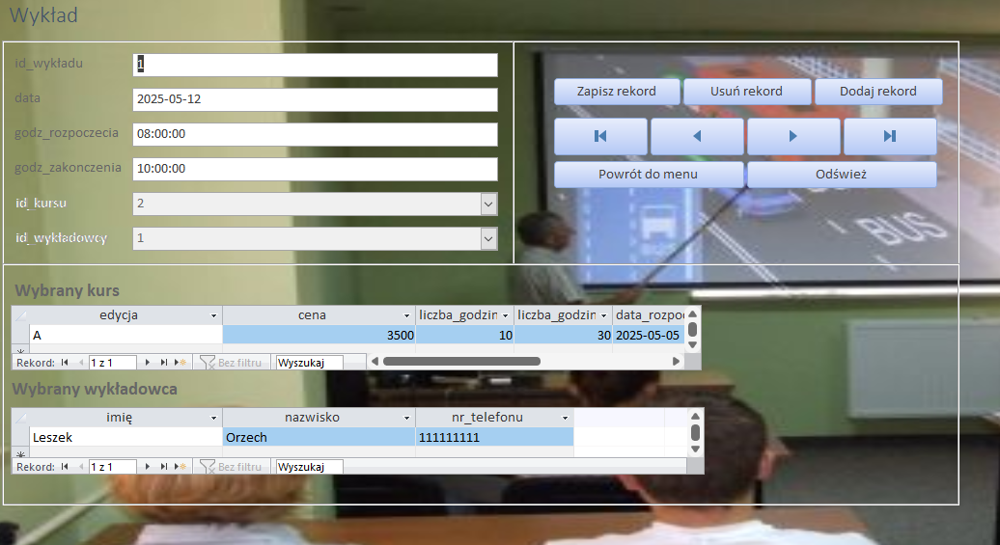 Wykład
id_wykładu 1
data 2025-05-12
godz_rozpoczecia 08:00:00
godz_zakonczenia 10:00:00
id_kursu 2
id_wykładowcy 1
Zapisz rekord Usuń rekord Dodaj rekord
Powrót do menu Odśwież
BUS
Wybrany kurs
edycja cena liczba_godzin liczba_godzin data_rozpo
A 3500 10 30 2025-05-05
Rekord: 1 z 1 Bez filtru Wyszukaj
Wybrany wykładowca
imię nazwisko nr_telefonu
Leszek Orzech 111111111
Rekord: 1 z 1 Bez filtru Wyszukaj